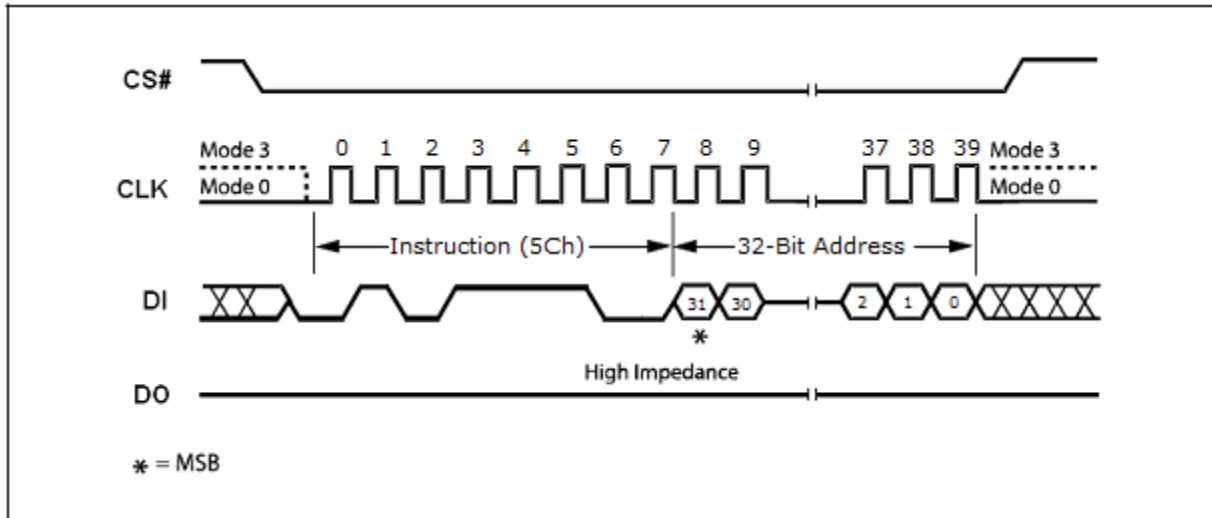 CS#
Mode 3 0 1 2 3 4 5 6 7 8 9 37 38 39 Mode 3
CLK Mode 0 Mode 0
Instruction (5Ch) 32-Bit Address
DI 31 30 2 1 0
*
High Impedance
DO
* = MSB